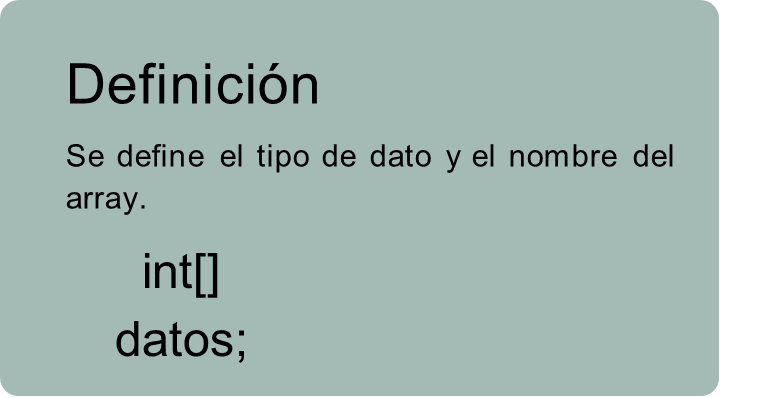 Definición
Se define el tipo de dato y el nombre del
array.
int[]
datos;